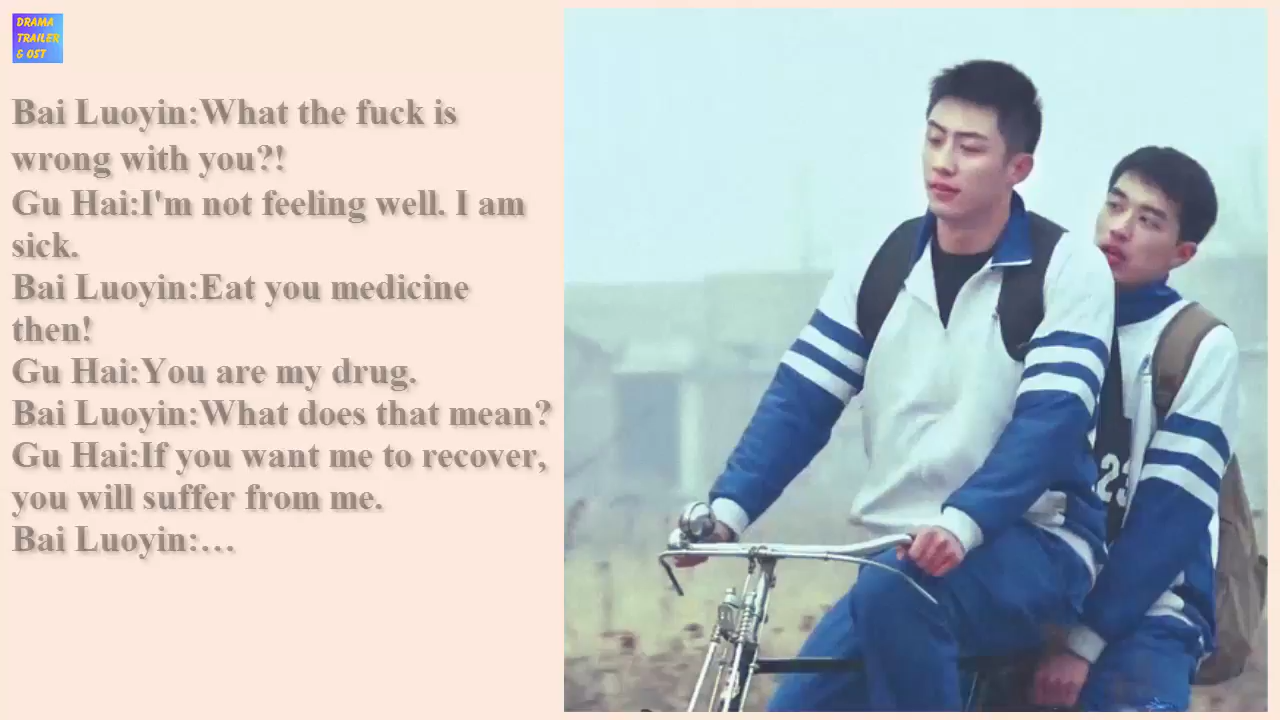 DRAMA
TRAILER
& OST
Bai Luoyin:What the fuck is
wrong with you?!
Gu Hai:I'm not feeling well. I am
sick.
Bai Luoyin:Eat you medicine
then!
Gu Hai:You are my drug.
Bai Luoyin:What does that mean?
Gu Hai:If you want me to recover,
you will suffer from me.
Bai Luoyin:…
23